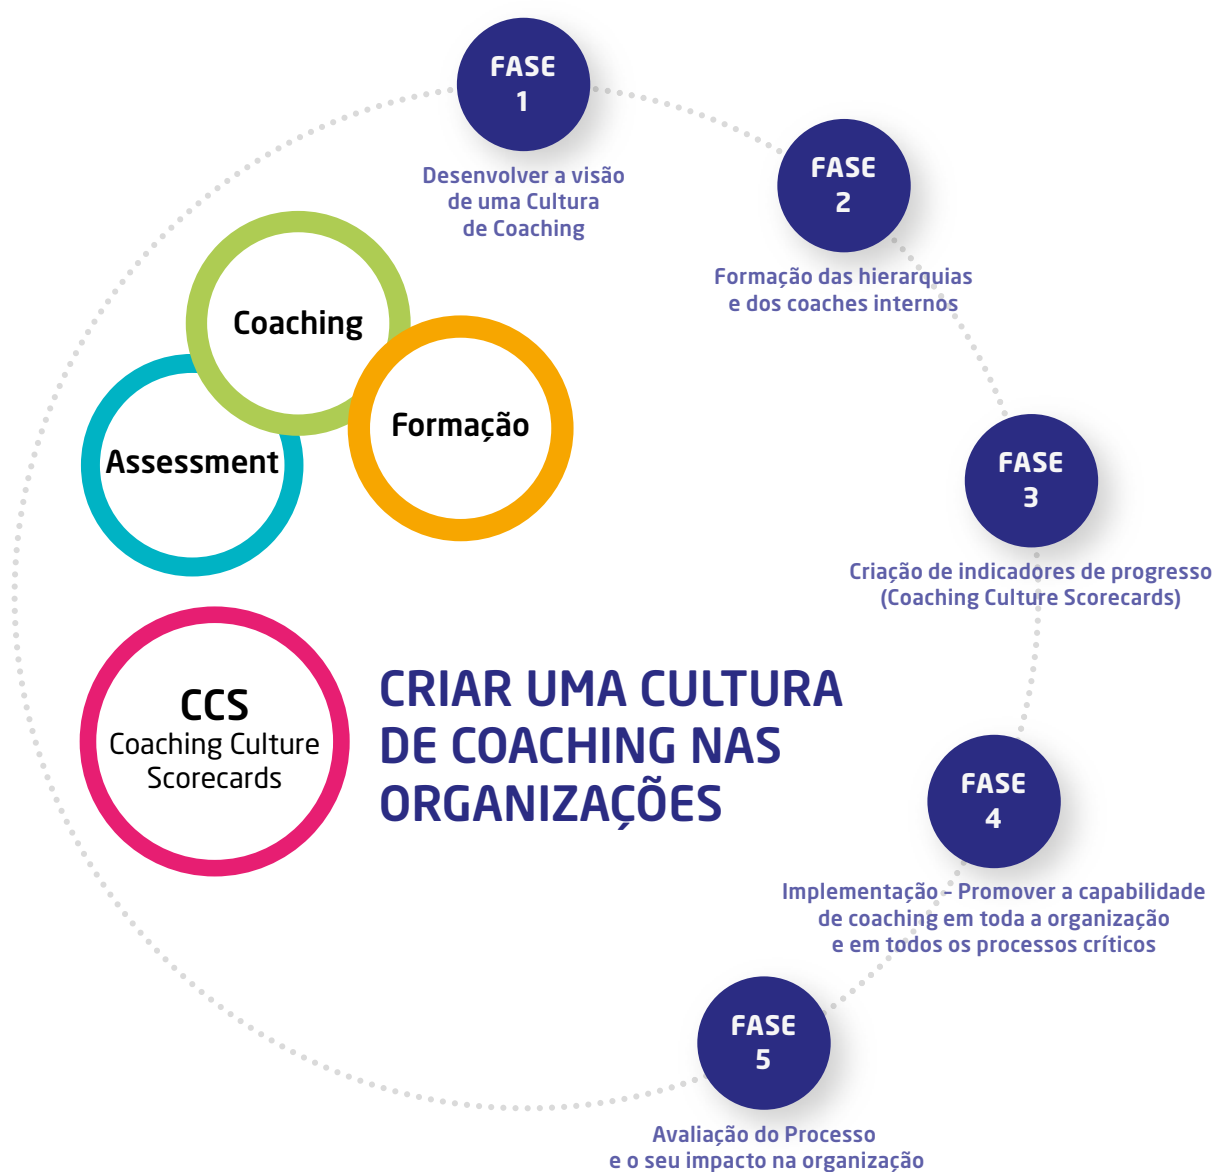 FASE
1
Desenvolver a visão
de uma Cultura
de Coaching
FASE
2
Formação das hierarquias
e dos coaches internos
Coaching
Formação
Assessment
FASE
3
Criação de indicadores de progresso
(Coaching Culture Scorecards)
CCS
Coaching Culture
Scorecards
CRIAR UMA CULTURA
DE COACHING NAS
ORGANIZAÇÕES
FASE
4
Implementação – Promover a capabilidade
de coaching em toda a organização
e em todos os processos críticos
FASE
5
Avaliação do Processo
e o seu impacto na organização